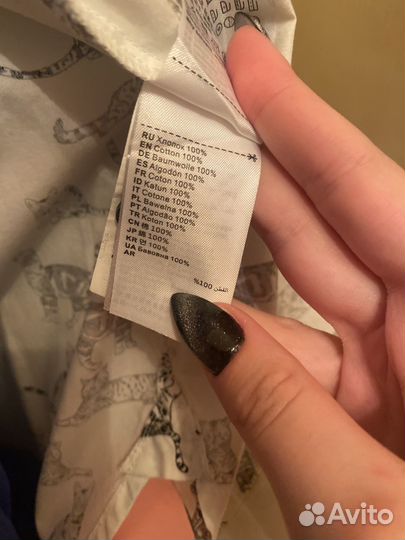 RU Хлопок 100%
EN Cotton 100%
DE Baumwolle 100%
ES Algodón 100%
FR Coton 100%
ID Katun 100%
IT Cotone 100%
PL Bawełna 100%
PT Algodão 100%
TR Koton 100%
CN 棉 100%
JP 綿 100%
KR 면 100%
UA Бавовна 100%
AR
القطن 100%
Avito